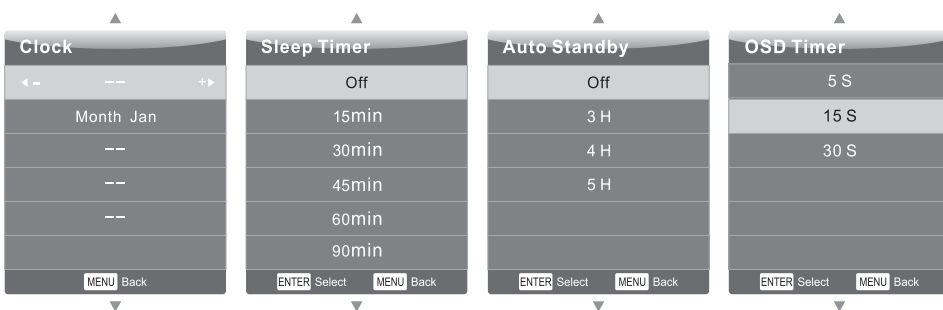 Clock
- -- +
Month Jan
--
--
--
MENU Back
Sleep Timer
Off
15min
30min
45min
60min
90min
ENTER Select MENU Back
Auto Standby
Off
3 H
4 H
5 H
ENTER Select MENU Back
OSD Timer
5 S
15 S
30 S
ENTER Select MENU Back